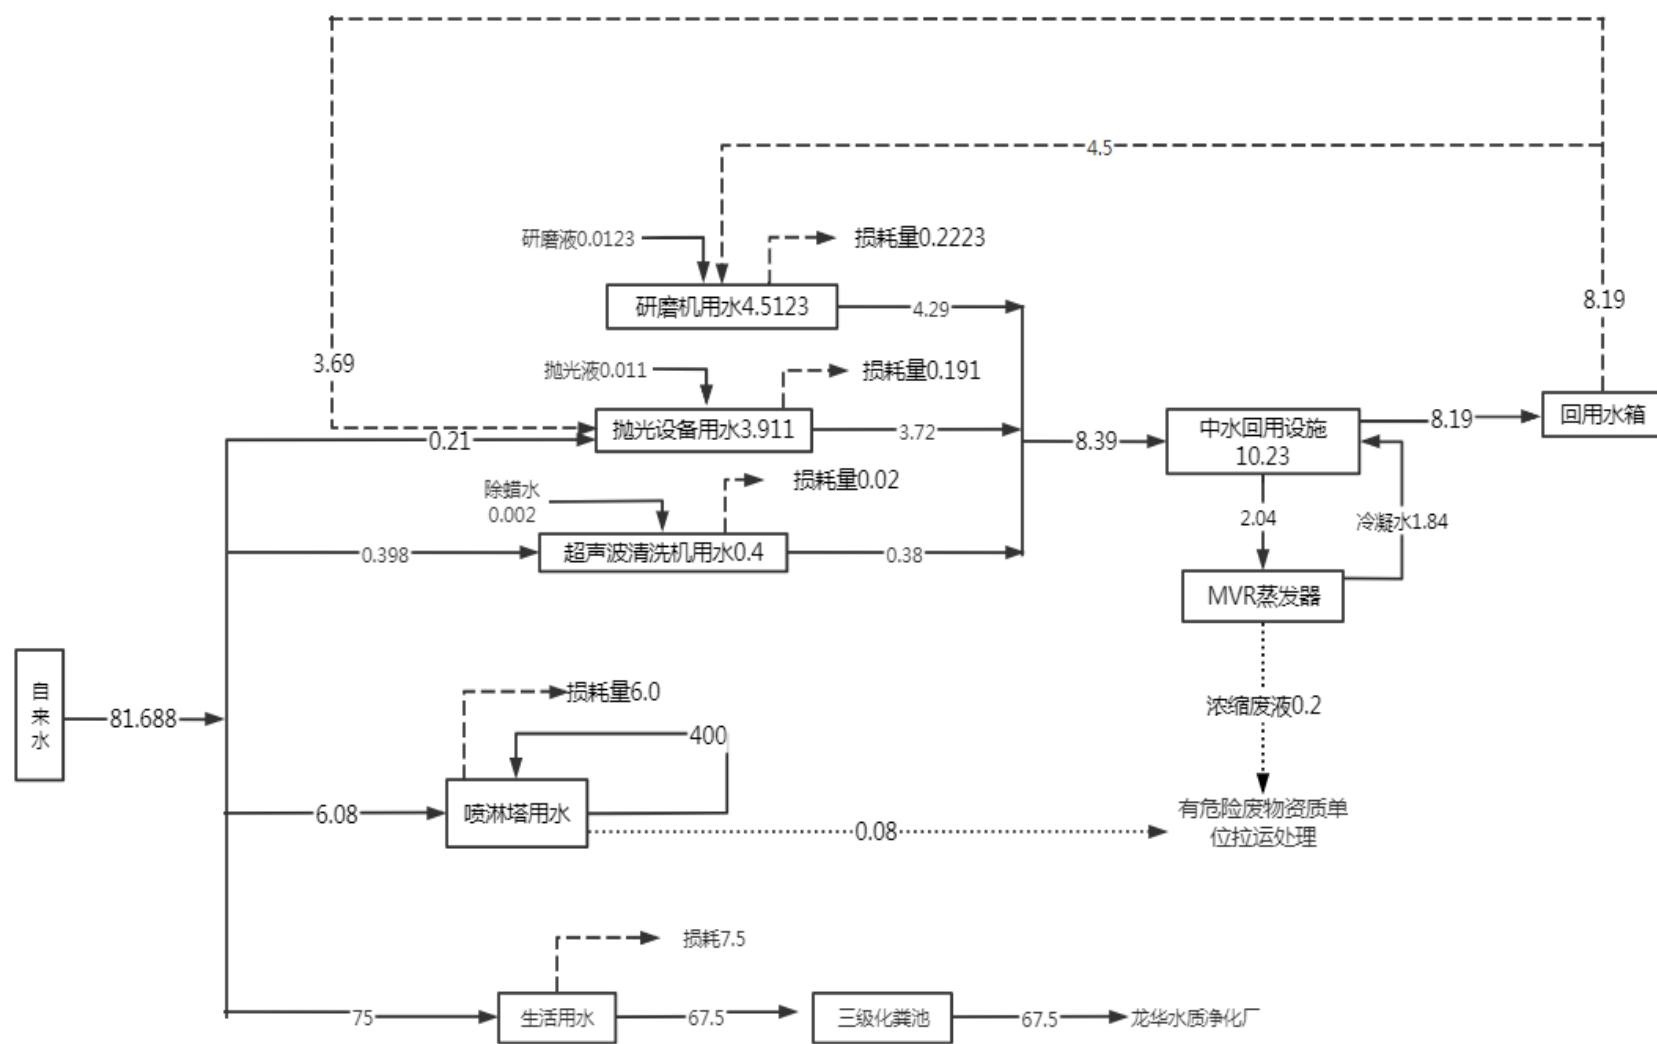 4.5
研磨液0.0123
损耗量0.2223
研磨机用水4.5123
4.29
8.19
3.69
抛光液0.011
损耗量0.191
抛光设备用水3.911
0.21
3.72
8.39
中水回用设施
10.23
8.19
回用水箱
除蜡水
0.002
损耗量0.02
2.04
冷凝水1.84
0.398
超声波清洗机用水0.4
0.38
MVR蒸发器
自
来
水
81.688
损耗量6.0
400
浓缩废液0.2
6.08
喷淋塔用水
0.08
有危险废物资质单
位拉运处理
损耗7.5
75
生活用水
67.5
三级化粪池
67.5
龙华水质净化厂